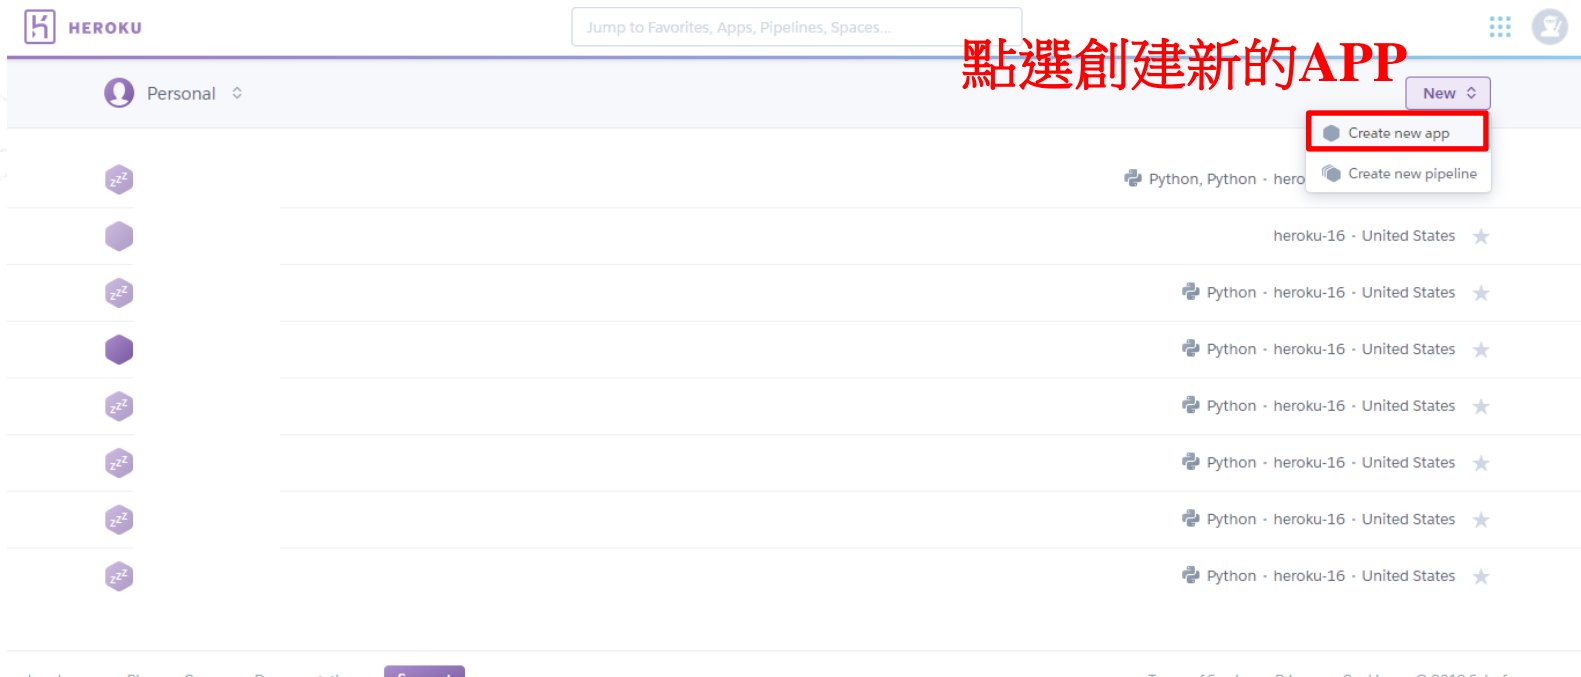 HEROKU
Jump to Favorites, Apps, Pipelines, Spaces...
點選創建新的APP
Personal
New
Create new app
Create new pipeline
Python, Python
heroku-16 · United States
Python · heroku-16 · United States
Python · heroku-16 · United States
Python · heroku-16 · United States
Python · heroku-16 · United States
Python · heroku-16 · United States
Python · heroku-16 · United States